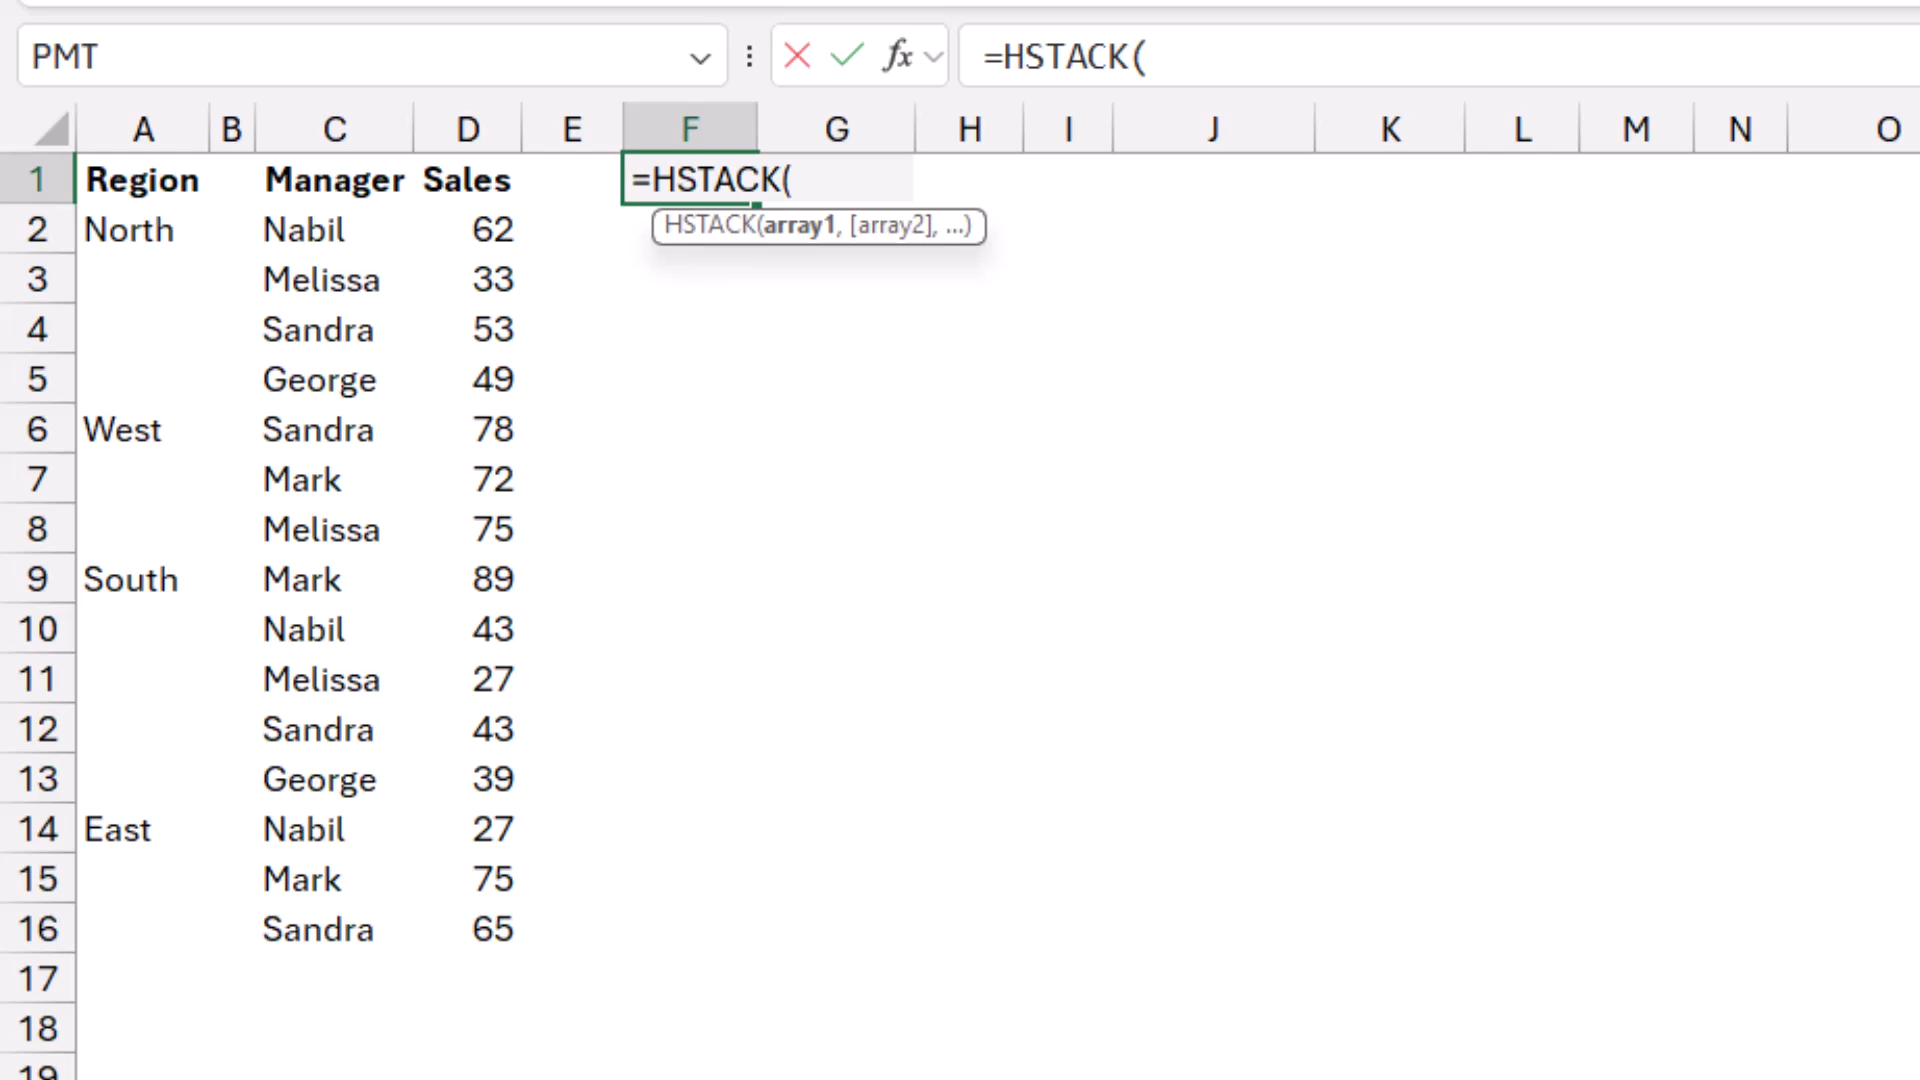 PMT fx =HSTACK(
A B C D E F G H I J K L M N O
1 Region Manager Sales =HSTACK(
HSTACK(array1, [array2], ...)
2 North Nabil 62
3 Melissa 33
4 Sandra 53
5 George 49
6 West Sandra 78
7 Mark 72
8 Melissa 75
9 South Mark 89
10 Nabil 43
11 Melissa 27
12 Sandra 43
13 George 39
14 East Nabil 27
15 Mark 75
16 Sandra 65
17
18
19